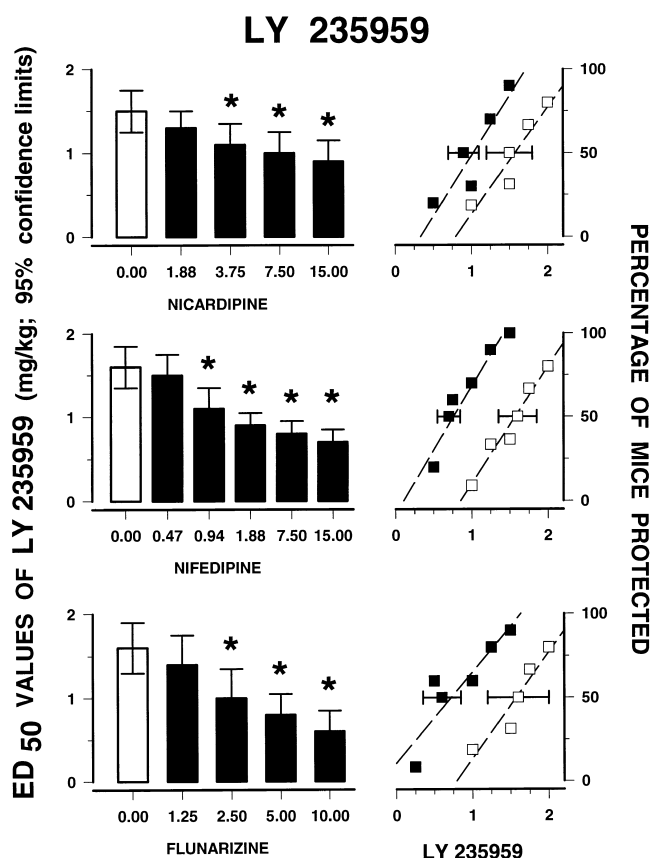 LY 235959
ED 50 VALUES OF LY 235959 (mg/kg; 95% confidence limits)
PERCENTAGE OF MICE PROTECTED
2
1
0
* * *
0.00 1.88 3.75 7.50 15.00
NICARDIPINE
100
50
0
0 1 2
2
1
0
* * * *
0.00 0.47 0.94 1.88 7.50 15.00
NIFEDIPINE
100
50
0
0 1 2
2
1
0
* * *
0.00 1.25 2.50 5.00 10.00
FLUNARIZINE
100
50
0
0 1 2
LY 235959